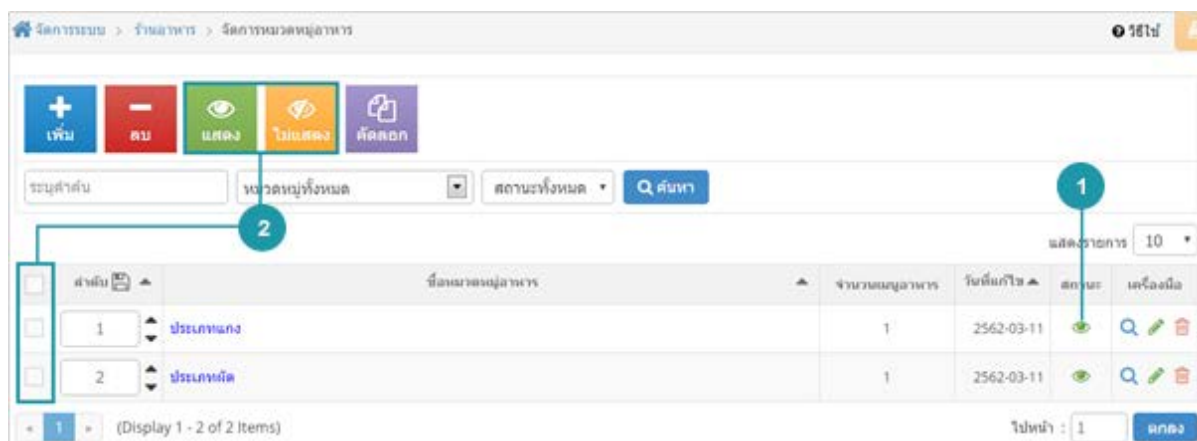 จัดการระบบ > ร้านอาหาร > จัดการหมวดหมู่อาหาร
วิธีใช้
เพิ่ม ลบ แสดง ไม่แสดง คัดลอก
ระบุคำค้น หมวดหมู่ทั้งหมด สถานะทั้งหมด ค้นหา
1
2
แสดงรายการ 10
ลำดับ ชื่อหมวดหมู่อาหาร จำนวนเมนูอาหาร วันที่แก้ไข สถานะ เครื่องมือ
1 ประเภทแกง 1 2562-03-11
2 ประเภทผัด 1 2562-03-11
« 1 » (Display 1 - 2 of 2 Items) ไปหน้า : 1 ตกลง